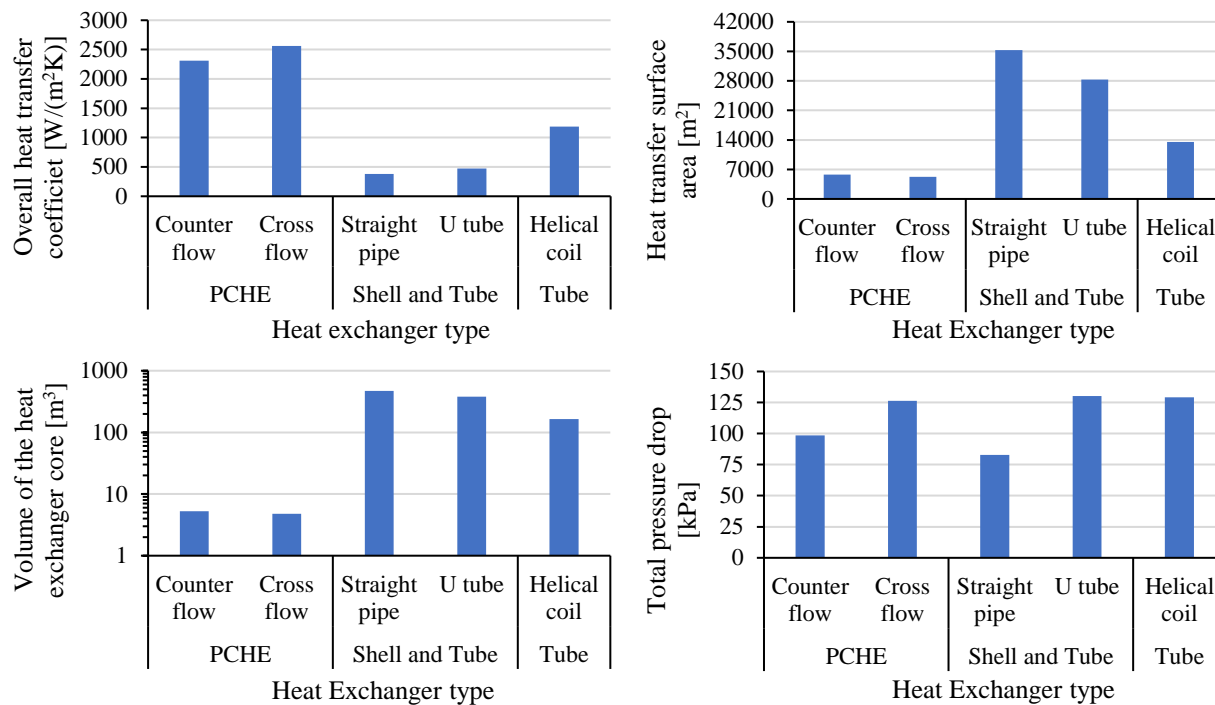 Overall heat transfer
coefficiet [W/(m²K)]
3000
2500
2000
1500
1000
500
0
Counter
flow
Cross
flow
Straight
pipe
U tube
Helical
coil
PCHE
Shell and Tube
Tube
Heat exchanger type
Heat transfer surface
area [m²]
42000
35000
28000
21000
14000
7000
0
Counter
flow
Cross
flow
Straight
pipe
U tube
Helical
coil
PCHE
Shell and Tube
Tube
Heat Exchanger type
Volume of the heat
exchanger core [m³]
1000
100
10
1
Counter
flow
Cross
flow
Straight
pipe
U tube
Helical
coil
PCHE
Shell and Tube
Tube
Heat Exchanger type
Total pressure drop
[kPa]
150
125
100
75
50
25
0
Counter
flow
Cross
flow
Straight
pipe
U tube
Helical
coil
PCHE
Shell and Tube
Tube
Heat Exchanger type